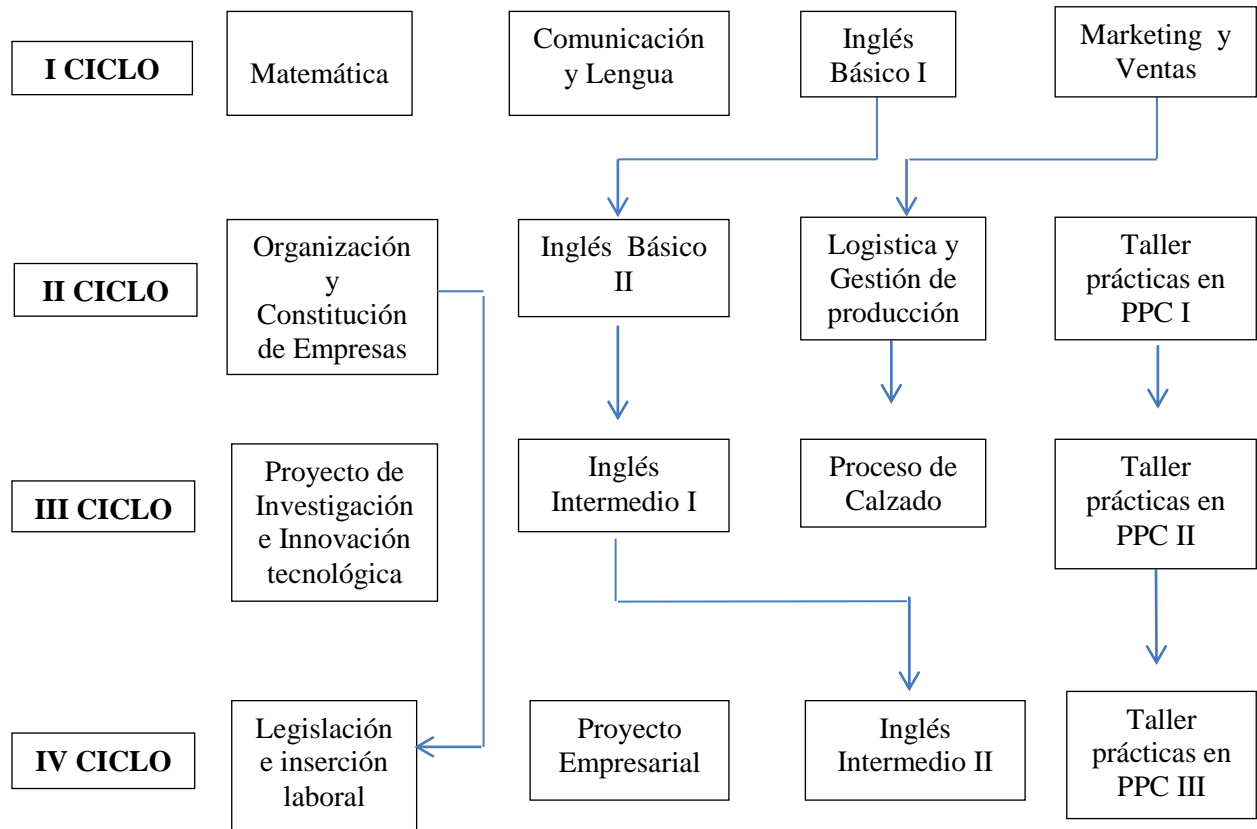 I CICLO
Matemática
Comunicación
y Lengua
Inglés
Básico I
Marketing y
Ventas
II CICLO
Organización
y
Constitución
de Empresas
Inglés Básico
II
Logistica y
Gestión de
producción
Taller
prácticas en
PPC I
III CICLO
Proyecto de
Investigación
e Innovación
tecnológica
Inglés
Intermedio I
Proceso de
Calzado
Taller
prácticas en
PPC II
IV CICLO
Legislación
e inserción
laboral
Proyecto
Empresarial
Inglés
Intermedio II
Taller
prácticas en
PPC III